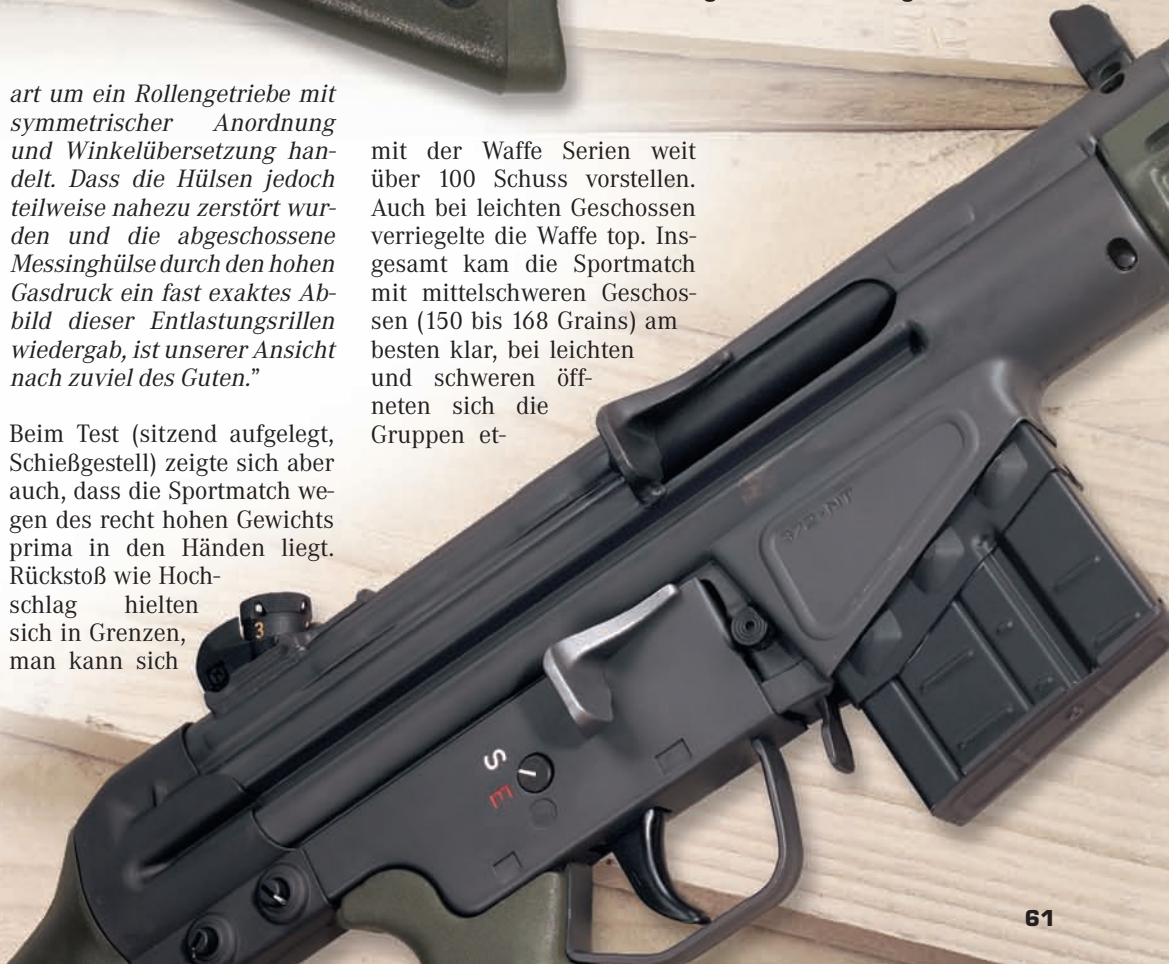 art um ein Rollengetriebe mit
symmetrischer Anordnung
und Winkelübersetzung han-
delt. Dass die Hülsen jedoch
teilweise nahezu zerstört wur-
den und die abgeschossene
Messinghülse durch den hohen
Gasdruck ein fast exaktes Ab-
bild dieser Entlastungsrillen
wiedergab, ist unserer Ansicht
nach zuviel des Guten.”
Beim Test (sitzend aufgelegt,
Schießgestell) zeigte sich aber
auch, dass die Sportmatch we-
gen des recht hohen Gewichts
prima in den Händen liegt.
Rückstoß wie Hoch-
schlag hielten
sich in Grenzen,
man kann sich
mit der Waffe Serien weit
über 100 Schuss vorstellen.
Auch bei leichten Geschossen
verriegelte die Waffe top. Ins-
gesamt kam die Sportmatch
mit mittelschweren Geschos-
sen (150 bis 168 Grains) am
besten klar, bei leichten
und schweren öff-
neten sich die
Gruppen et-
3
S
E
61